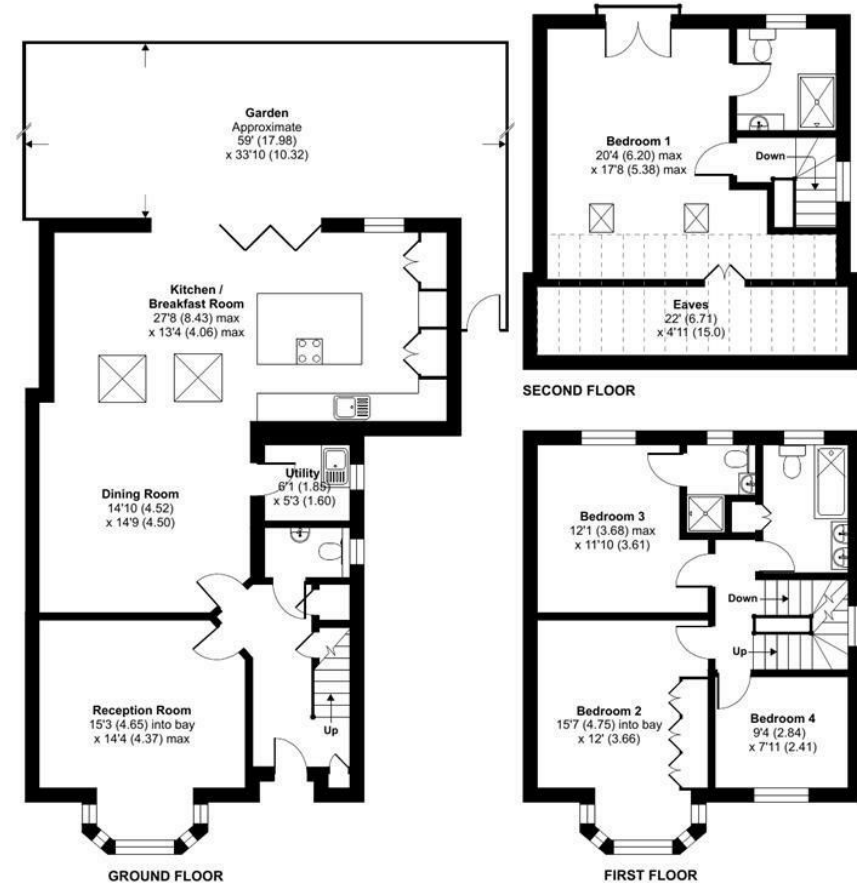 Garden
Approximate
59' (17.98)
x 33'10 (10.32)
Kitchen /
Breakfast Room
27'8 (8.43) max
x 13'4 (4.06) max
Utility
6'1 (1.85)
x 5'3 (1.60)
Dining Room
14'10 (4.52)
x 14'9 (4.50)
Reception Room
15'3 (4.65) into bay
x 14'4 (4.37) max
Up
GROUND FLOOR
Bedroom 1
20'4 (6.20) max
x 17'8 (5.38) max
Down
Eaves
22' (6.71)
x 4'11 (15.0)
SECOND FLOOR
Bedroom 3
12'1 (3.68) max
x 11'10 (3.61)
Down
Up
Bedroom 2
15'7 (4.75) into bay
x 12' (3.66)
Bedroom 4
9'4 (2.84)
x 7'11 (2.41)
FIRST FLOOR